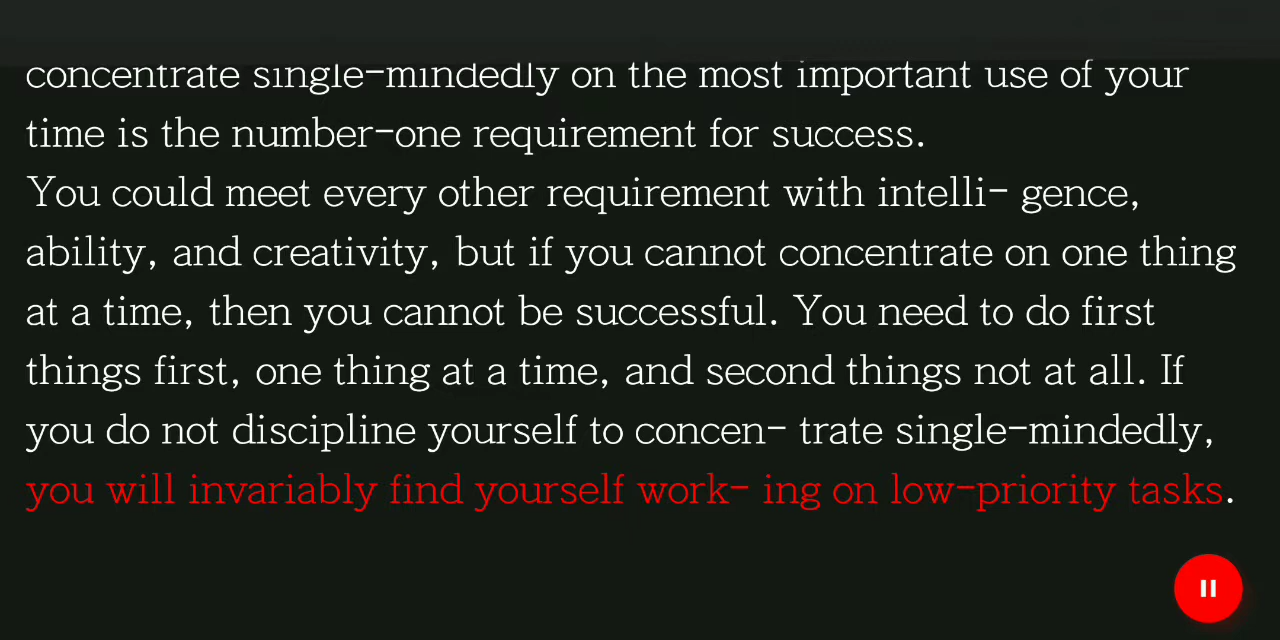 concentrate single-mindedly on the most important use of your
time is the number-one requirement for success.
You could meet every other requirement with intelli- gence,
ability, and creativity, but if you cannot concentrate on one thing
at a time, then you cannot be successful. You need to do first
things first, one thing at a time, and second things not at all. If
you do not discipline yourself to concen- trate single-mindedly,
you will invariably find yourself work- ing on low-priority tasks.